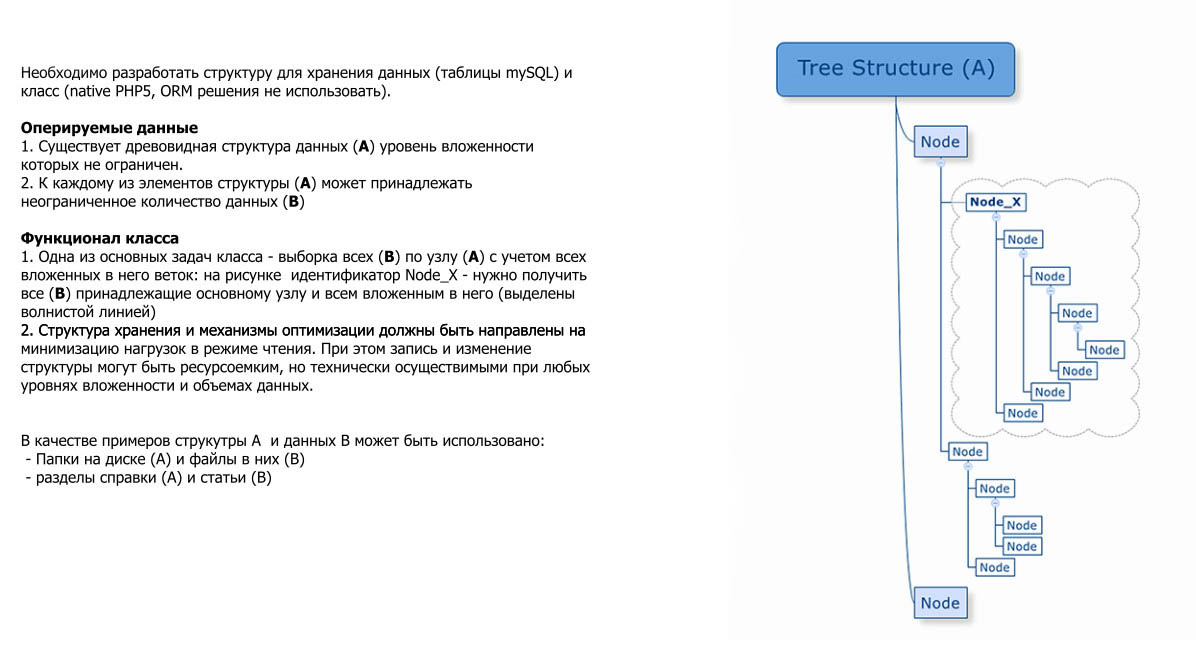 Необходимо разработать структуру для хранения данных (таблицы mySQL) и
класс (native PHP5, ORM решения не использовать).
Оперируемые данные
1. Существует древовидная структура данных (A) уровень вложенности
которых не ограничен.
2. К каждому из элементов структуры (A) может принадлежать
неограниченное количество данных (B)
Функционал класса
1. Одна из основных задач класса - выборка всех (B) по узлу (A) с учетом всех
вложенных в него веток: на рисунке  идентификатор Node_X - нужно получить
все (B) принадлежащие основному узлу и всем вложенным в него (выделены
волнистой линией)
2. Структура хранения и механизмы оптимизации должны быть направлены на
минимизацию нагрузок в режиме чтения. При этом запись и изменение
структуры могут быть ресурсоемким, но технически осуществимыми при любых
уровнях вложенности и объемах данных.
В качестве примеров струкутры A  и данных B может быть использовано:
- Папки на диске (A) и файлы в них (B)
- разделы справки (A) и статьи (B)
Tree Structure (A)
Node
Node_X
Node
Node
Node
Node
Node
Node
Node
Node
Node
Node
Node
Node
Node